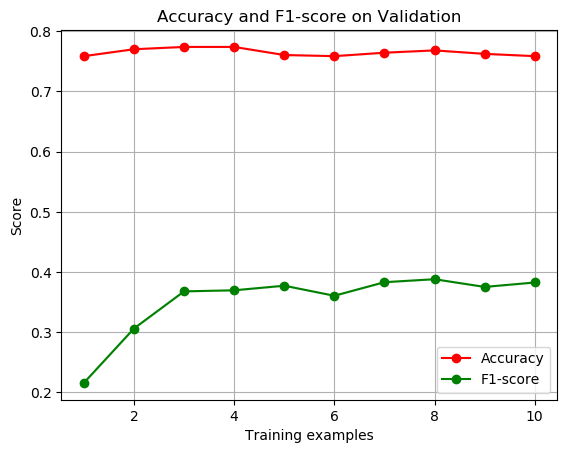 Accuracy and F1-score on Validation
0.8
0.7
0.6
0.5
0.4
0.3
0.2
Score
2 4 6 8 10
Training examples
Accuracy
F1-score